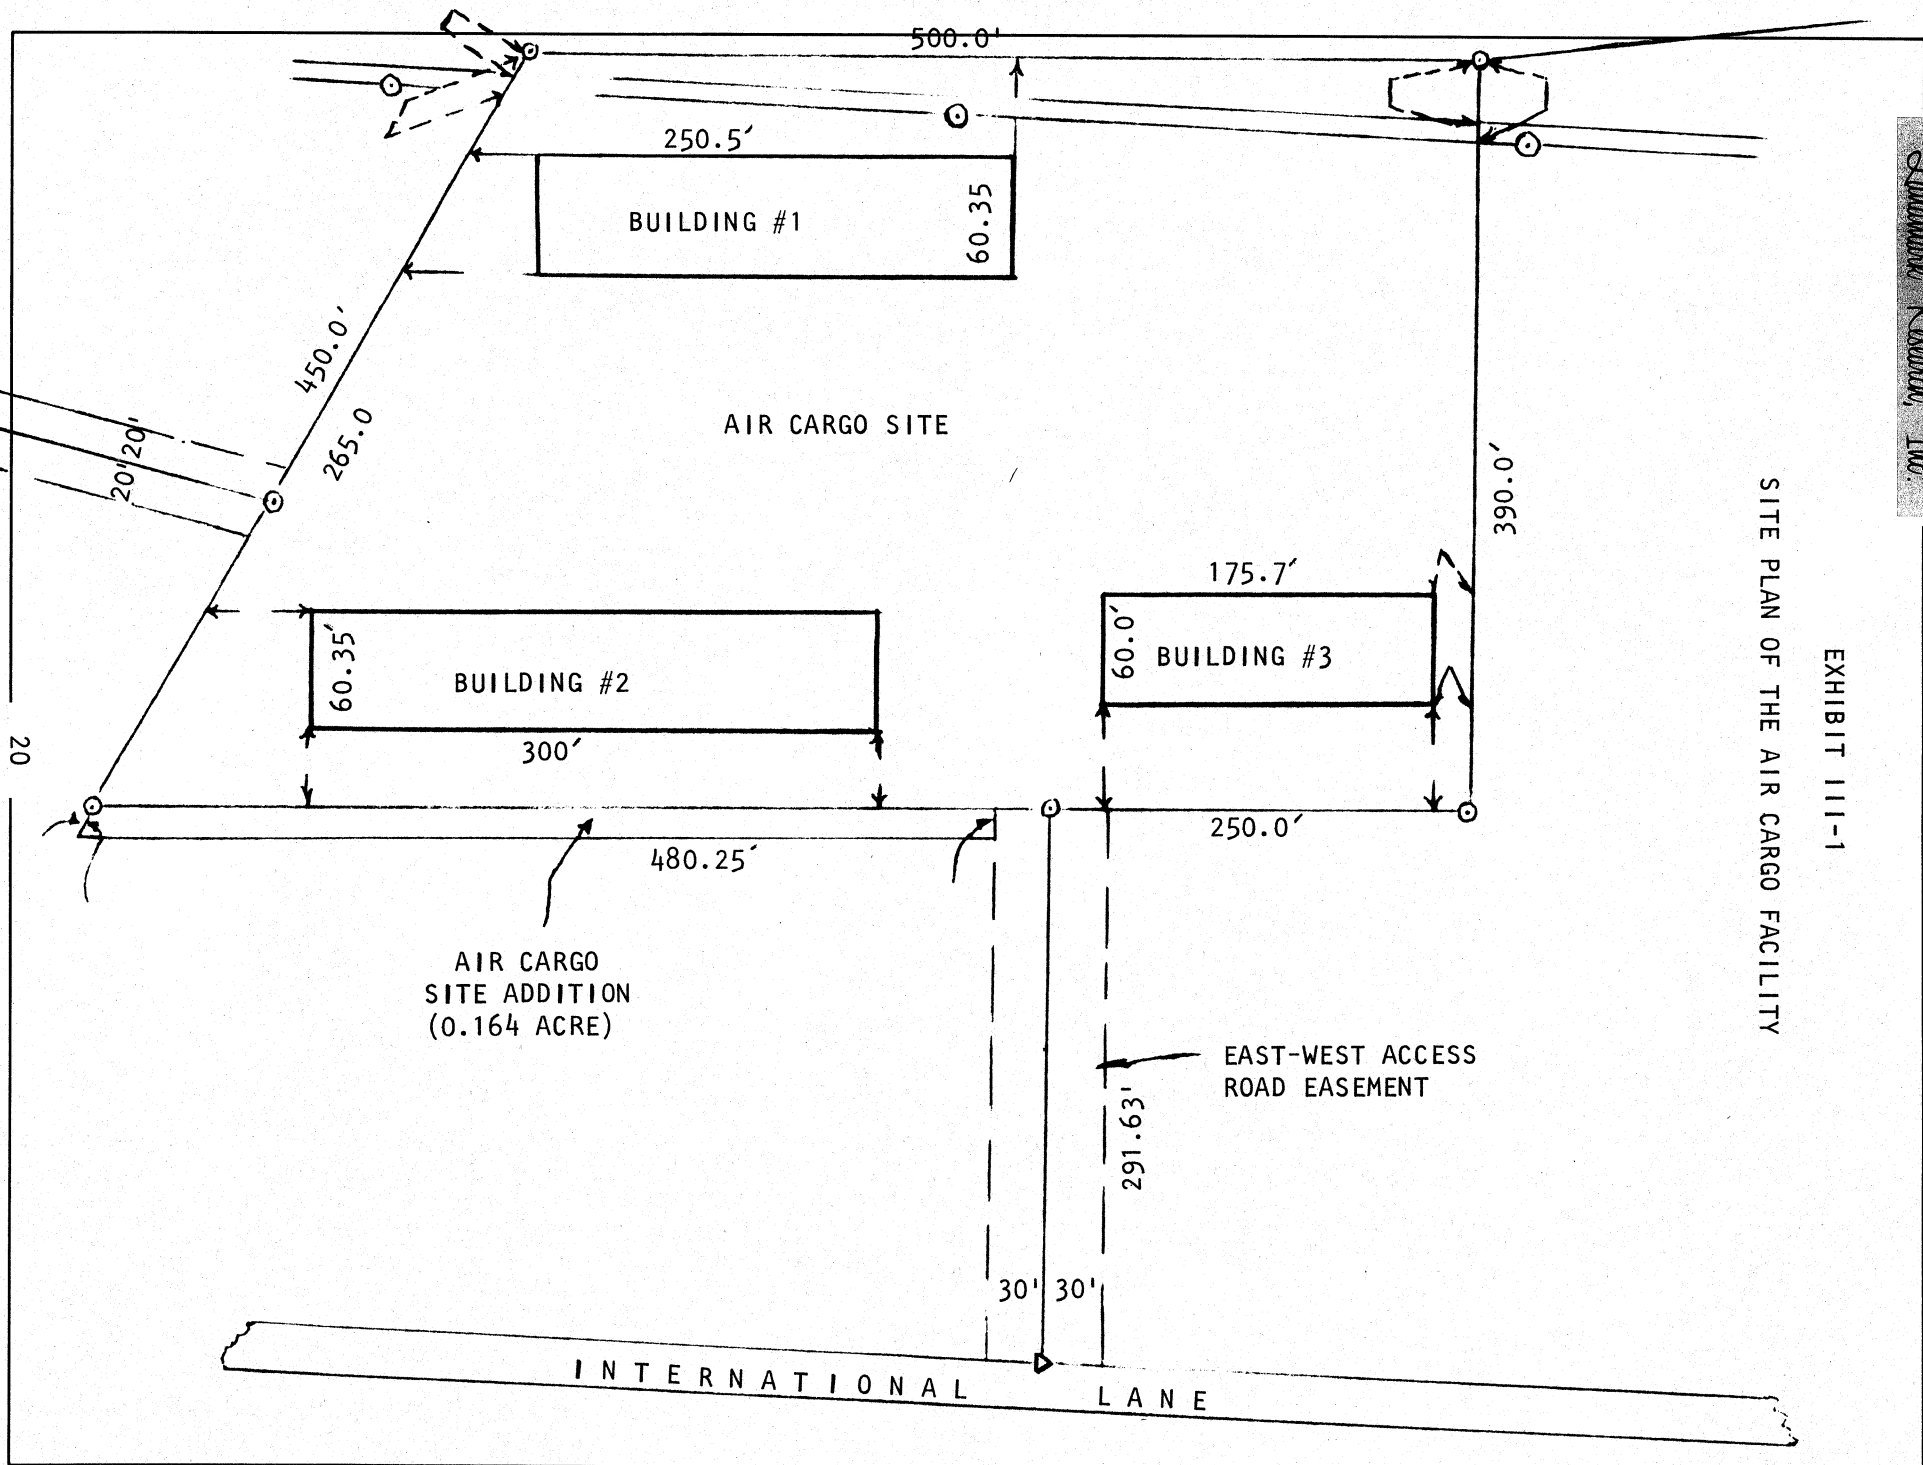 500.0'
250.5'
BUILDING #1
60.35
450.0'
265.0
20'
20'
AIR CARGO SITE
390.0'
175.7'
60.0'
BUILDING #3
60.35'
BUILDING #2
300'
250.0'
480.25'
AIR CARGO
SITE ADDITION
(0.164 ACRE)
EAST-WEST ACCESS
ROAD EASEMENT
291.63'
30'
30'
INTERNATIONAL LANE
EXHIBIT III-1
SITE PLAN OF THE AIR CARGO FACILITY
Research, Inc.
20